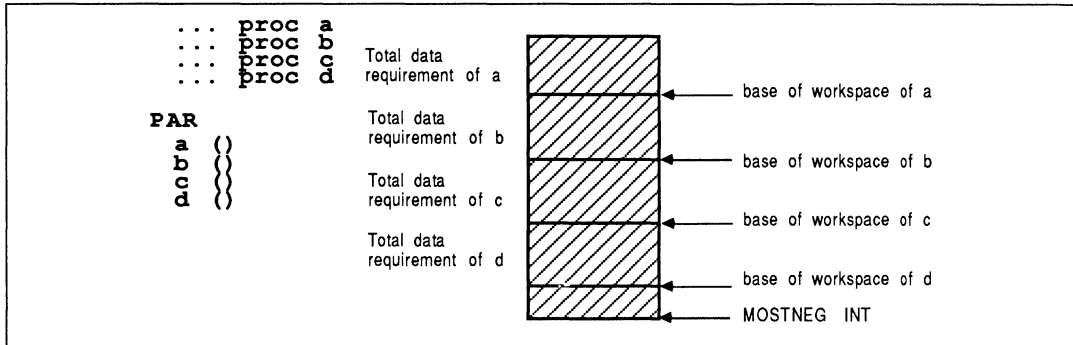 ... proc a
... proc b
... proc c
... proc d
PAR
a ()
b ()
c ()
d ()
Total data
requirement of a
Total data
requirement of b
Total data
requirement of c
Total data
requirement of d
base of workspace of a
base of workspace of b
base of workspace of c
base of workspace of d
MOSTNEG INT